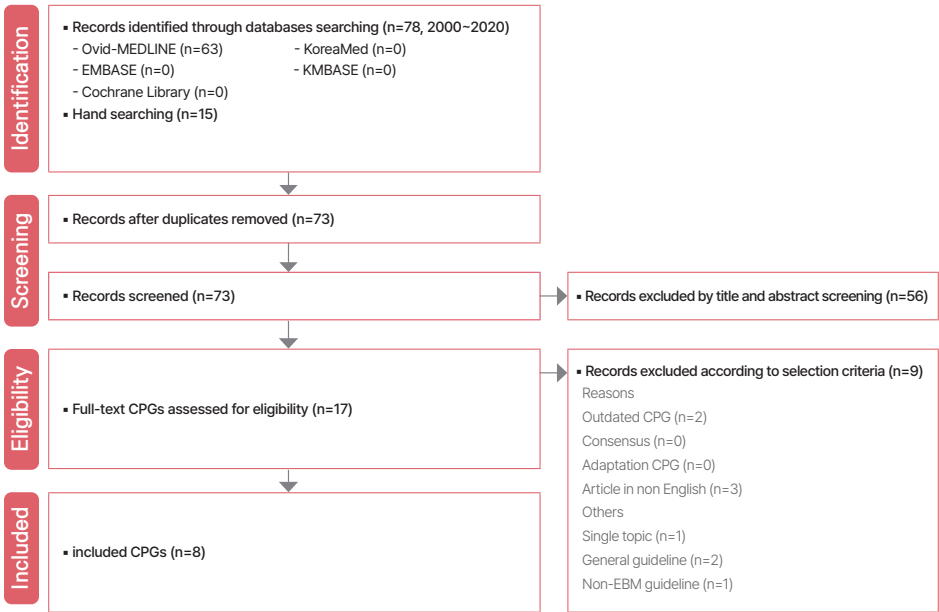 Identification
▪ Records identified through databases searching (n=78, 2000~2020)
- Ovid-MEDLINE (n=63) - KoreaMed (n=0)
- EMBASE (n=0) - KMBASE (n=0)
- Cochrane Library (n=0)
▪ Hand searching (n=15)
Screening
▪ Records after duplicates removed (n=73)
▪ Records screened (n=73)
▪ Records excluded by title and abstract screening (n=56)
Eligibility
▪ Full-text CPGs assessed for eligibility (n=17)
▪ Records excluded according to selection criteria (n=9)
Reasons
Outdated CPG (n=2)
Consensus (n=0)
Adaptation CPG (n=0)
Article in non English (n=3)
Others
Single topic (n=1)
General guideline (n=2)
Non-EBM guideline (n=1)
Included
▪ included CPGs (n=8)